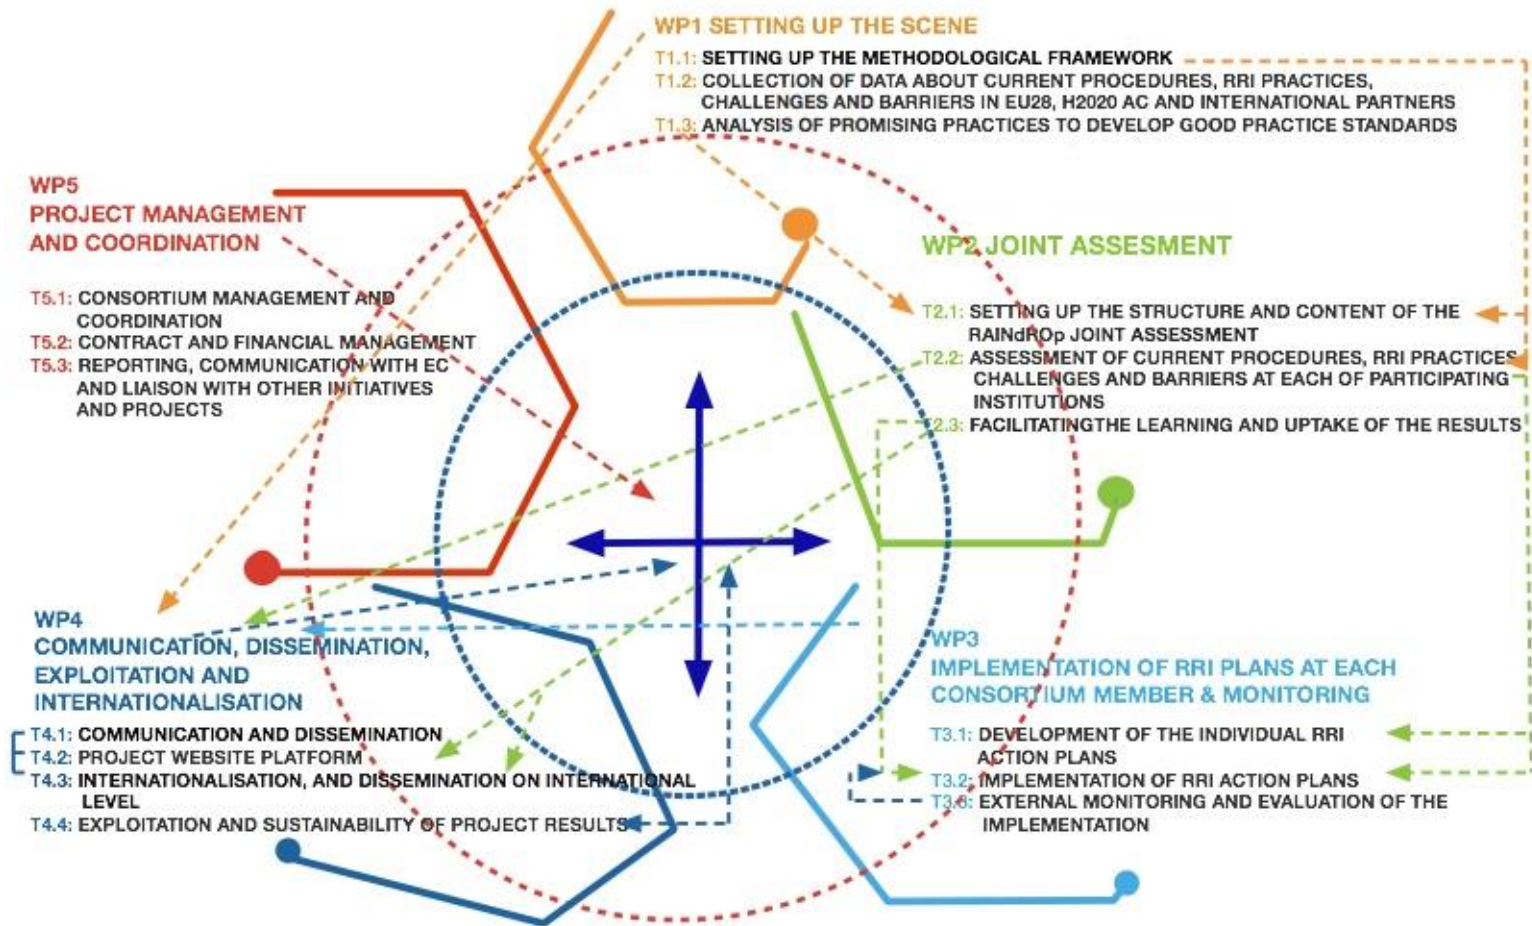 WP1 SETTING UP THE SCENE
T1.1: SETTING UP THE METHODOLOGICAL FRAMEWORK
T1.2: COLLECTION OF DATA ABOUT CURRENT PROCEDURES, RRI PRACTICES,
CHALLENGES AND BARRIERS IN EU28, H2020 AC AND INTERNATIONAL PARTNERS
T1.3: ANALYSIS OF PROMISING PRACTICES TO DEVELOP GOOD PRACTICE STANDARDS
WP5
PROJECT MANAGEMENT
AND COORDINATION
T5.1: CONSORTIUM MANAGEMENT AND
COORDINATION
T5.2: CONTRACT AND FINANCIAL MANAGEMENT
T5.3: REPORTING, COMMUNICATION WITH EC
AND LIAISON WITH OTHER INITIATIVES
AND PROJECTS
WP2 JOINT ASSESMENT
T2.1: SETTING UP THE STRUCTURE AND CONTENT OF THE
RAINdROp JOINT ASSESSMENT
T2.2: ASSESSMENT OF CURRENT PROCEDURES, RRI PRACTICES
CHALLENGES AND BARRIERS AT EACH OF PARTICIPATING
INSTITUTIONS
T2.3: FACILITATINGTHE LEARNING AND UPTAKE OF THE RESULTS
WP4
COMMUNICATION, DISSEMINATION,
EXPLOITATION AND
INTERNATIONALISATION
T4.1: COMMUNICATION AND DISSEMINATION
T4.2: PROJECT WEBSITE PLATFORM
T4.3: INTERNATIONALISATION, AND DISSEMINATION ON INTERNATIONAL
LEVEL
T4.4: EXPLOITATION AND SUSTAINABILITY OF PROJECT RESULTS
WP3
IMPLEMENTATION OF RRI PLANS AT EACH
CONSORTIUM MEMBER & MONITORING
T3.1: DEVELOPMENT OF THE INDIVIDUAL RRI
ACTION PLANS
T3.2: IMPLEMENTATION OF RRI ACTION PLANS
T3.3: EXTERNAL MONITORING AND EVALUATION OF THE
IMPLEMENTATION